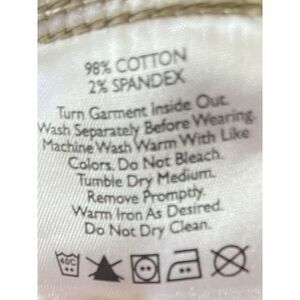 98% COTTON
2% SPANDEX
Turn Garment Inside Out.
Wash Separately Before Wearing.
Machine Wash Warm With Like
Colors. Do Not Bleach.
Tumble Dry Medium.
Remove Promptly.
Warm Iron As Desired.
Do Not Dry Clean.
40C